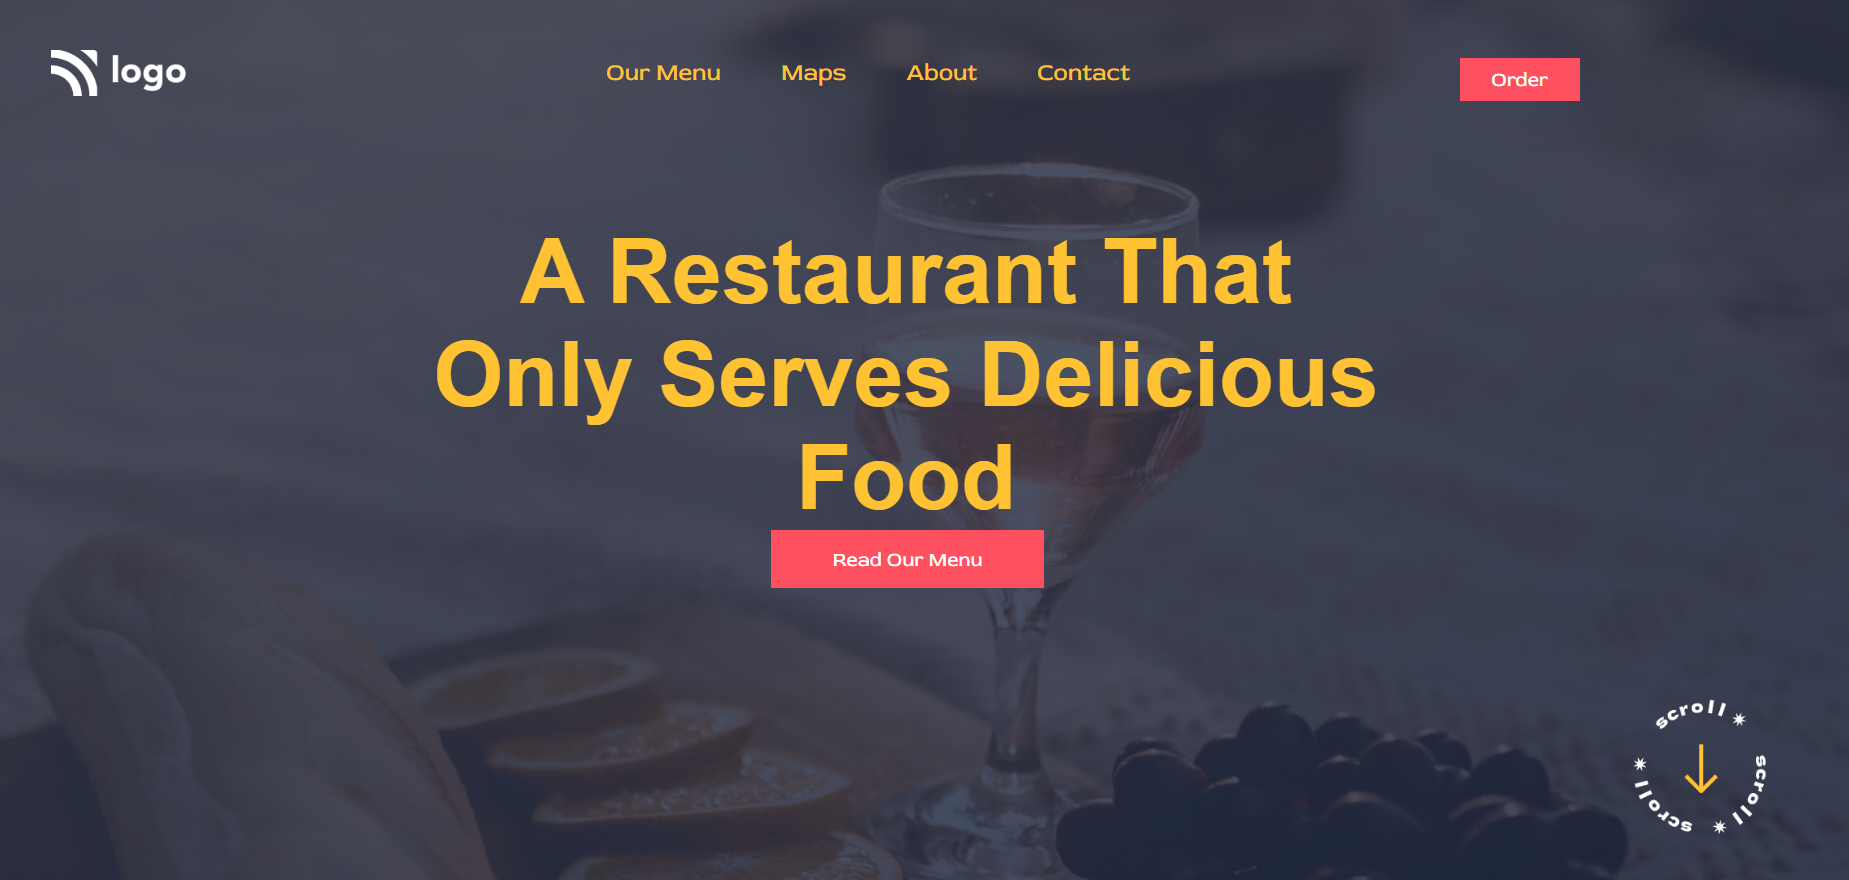 logo
Our Menu
Maps
About
Contact
Order
A Restaurant That
Only Serves Delicious
Food
Read Our Menu
scroll ✷ scroll ✷ scroll ✷